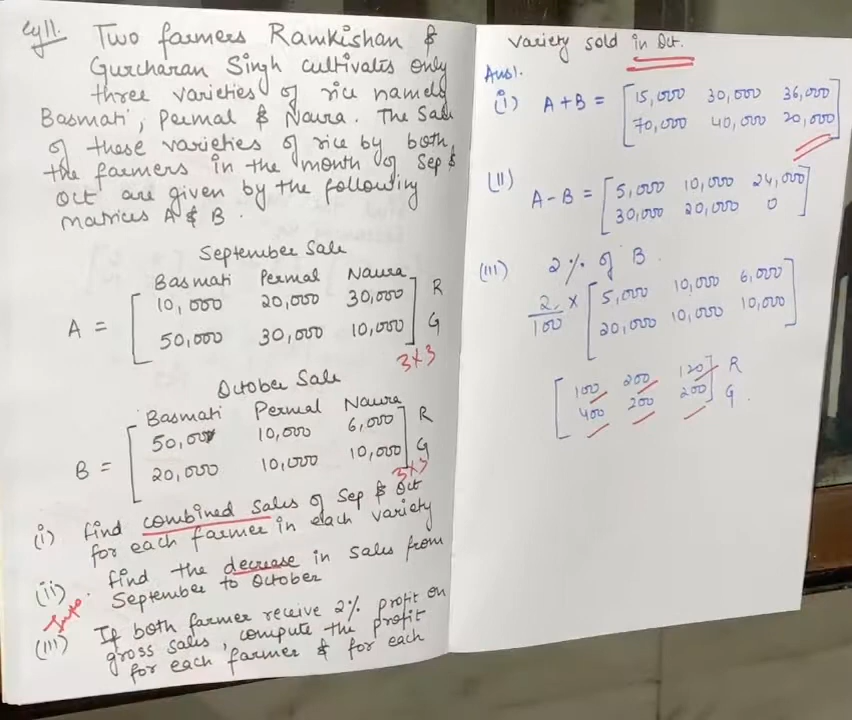 Eg11. Two farmers Ramkishan &
Gurcharan Singh cultivates only
three varieties of rice namely
Basmati, Permal & Naura. The Sale
of these varieties of rice by both
the farmers in the month of Sep &
Oct are given by the following
matrices A & B.
September Sale
Basmati Permal Naura
A = [ 10,000 20,000 30,000 ] R
50,000 30,000 10,000 G
3×3
October Sale
Basmati Permal Naura
B = [ 50,000 10,000 6,000 ] R
20,000 10,000 10,000 G
3×3
(i) find combined sales of Sep & Oct
for each farmer in each variety
(ii) find the decrease in sales from
September to October
Impo.
(III) If both farmer receive 2% profit on
gross sales, compute the profit
for each farmer & for each
variety sold in Oct.
Ans1.
(i) A+B = [ 15,000 30,000 36,000 ]
70,000 40,000 20,000
(II) A-B = [ 5,000 10,000 24,000 ]
30,000 20,000 0
(III) 2% of B.
2/100 × [ 5,000 10,000 6,000 ]
20,000 10,000 10,000
[ 100 200 120 ] R
400 200 200 G.